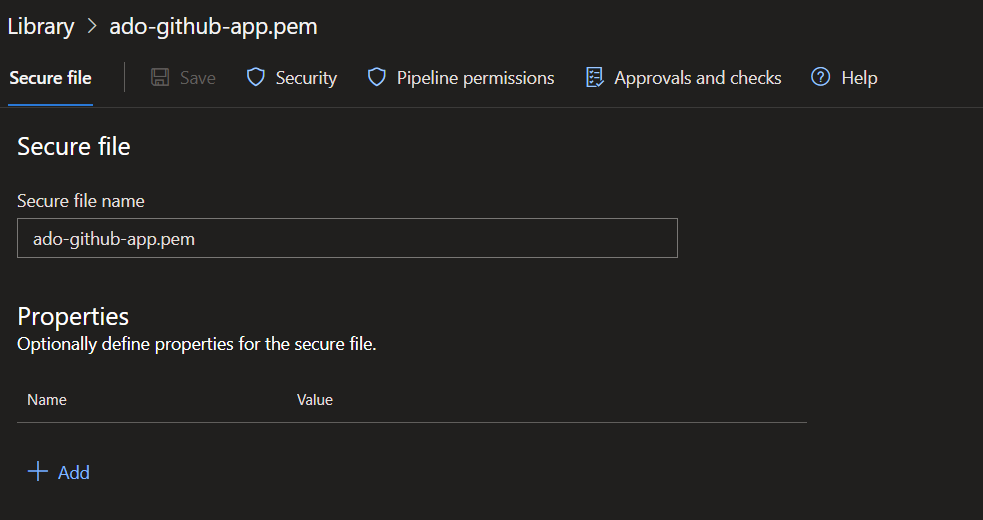 Library > ado-github-app.pem
Secure file Save Security Pipeline permissions Approvals and checks Help
Secure file
Secure file name
ado-github-app.pem
Properties
Optionally define properties for the secure file.
Name Value
+ Add